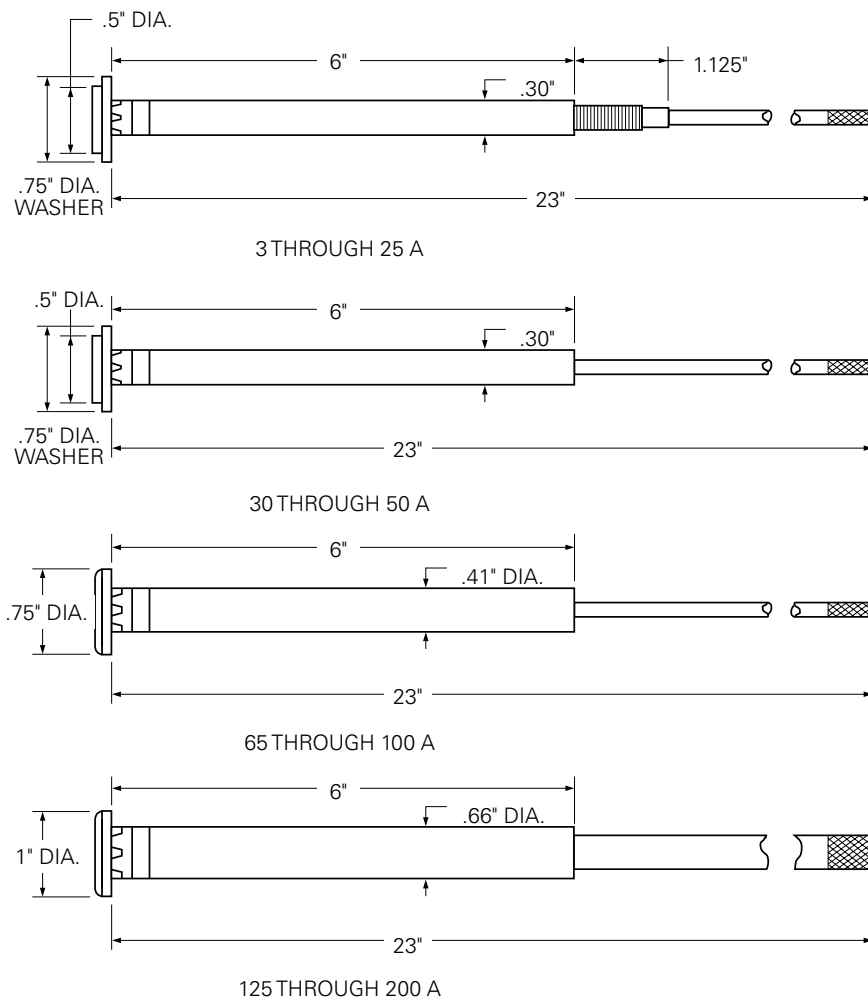 .5" DIA.
6"
1.125"
.30"
.75" DIA.
WASHER
23"
3 THROUGH 25 A
.5" DIA.
6"
.30"
.75" DIA.
WASHER
23"
30 THROUGH 50 A
6"
.41" DIA.
.75" DIA.
23"
65 THROUGH 100 A
6"
.66" DIA.
1" DIA.
23"
125 THROUGH 200 A